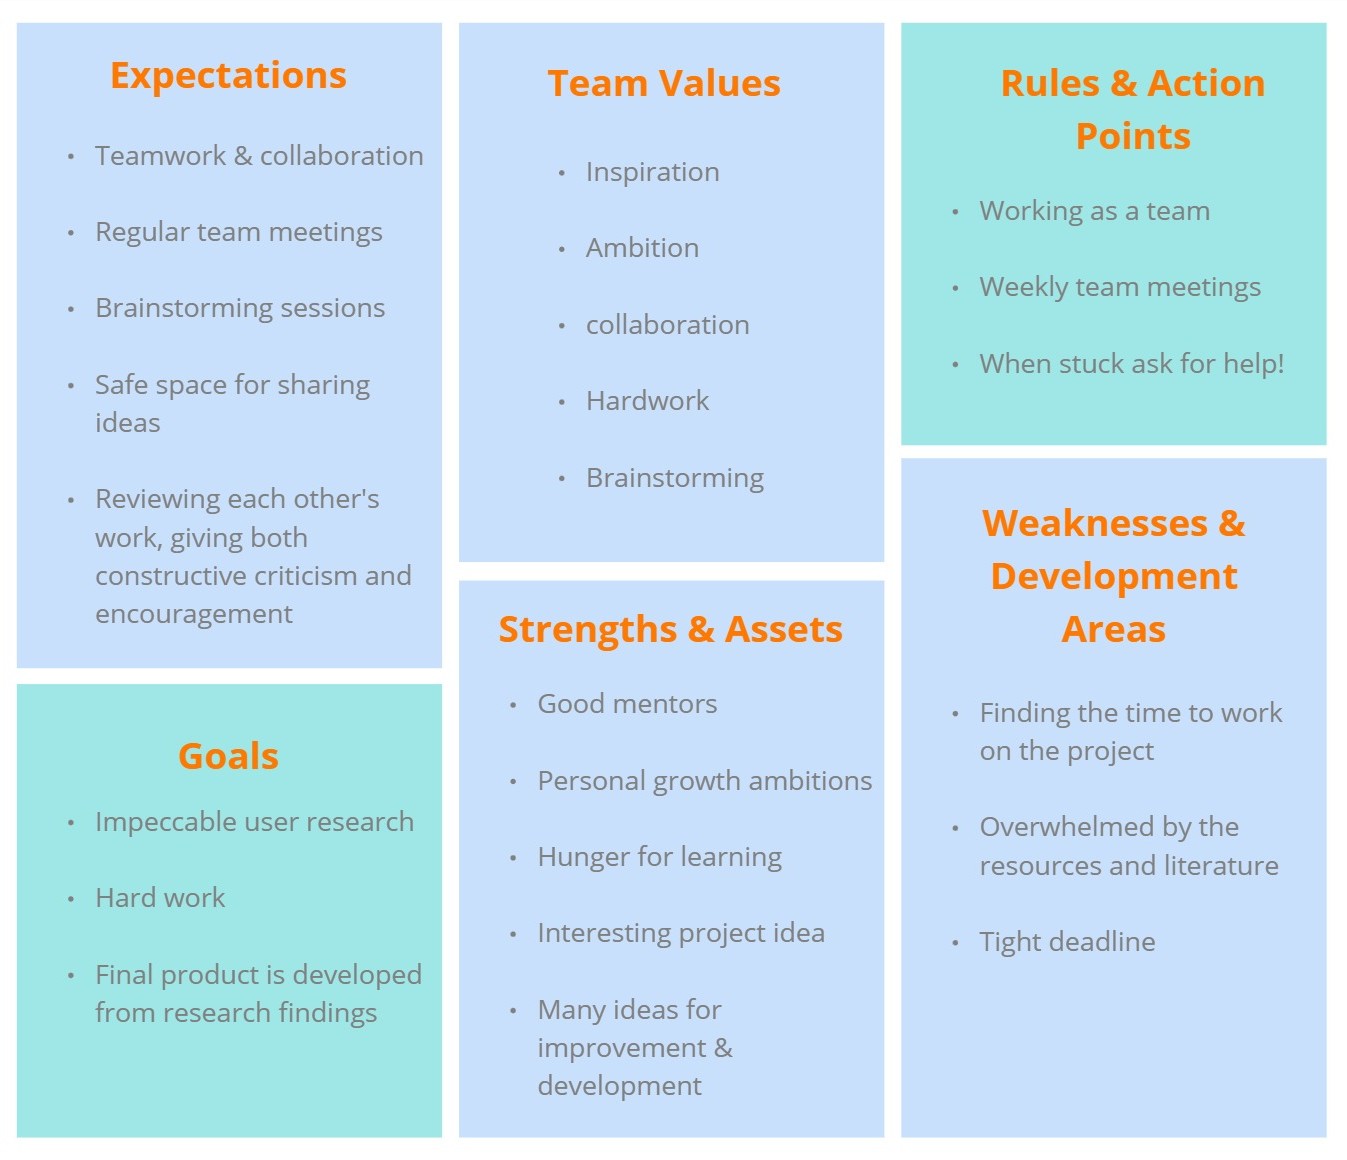 Expectations
• Teamwork & collaboration
• Regular team meetings
• Brainstorming sessions
• Safe space for sharing
ideas
• Reviewing each other's
work, giving both
constructive criticism and
encouragement
Goals
• Impeccable user research
• Hard work
• Final product is developed
from research findings
Team Values
• Inspiration
• Ambition
• collaboration
• Hardwork
• Brainstorming
Strengths & Assets
• Good mentors
• Personal growth ambitions
• Hunger for learning
• Interesting project idea
• Many ideas for
improvement &
development
Rules & Action
Points
• Working as a team
• Weekly team meetings
• When stuck ask for help!
Weaknesses &
Development
Areas
• Finding the time to work
on the project
• Overwhelmed by the
resources and literature
• Tight deadline